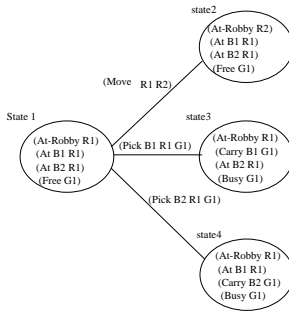 state2
(At-Robby R2)
(At B1 R1)
(At B2 R1)
(Free G1)
(Move R1 R2)
State 1
(At-Robby R1)
(At B1 R1)
(At B2 R1)
(Free G1)
(Pick B1 R1 G1)
state3
(At-Robby R1)
(Carry B1 G1)
(At B2 R1)
(Busy G1)
(Pick B2 R1 G1)
state4
(At-Robby R1)
(At B1 R1)
(Carry B2 G1)
(Busy G1)